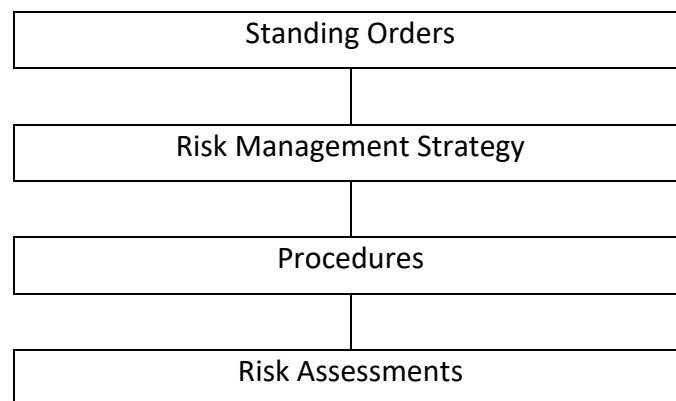 Standing Orders
Risk Management Strategy
Procedures
Risk Assessments